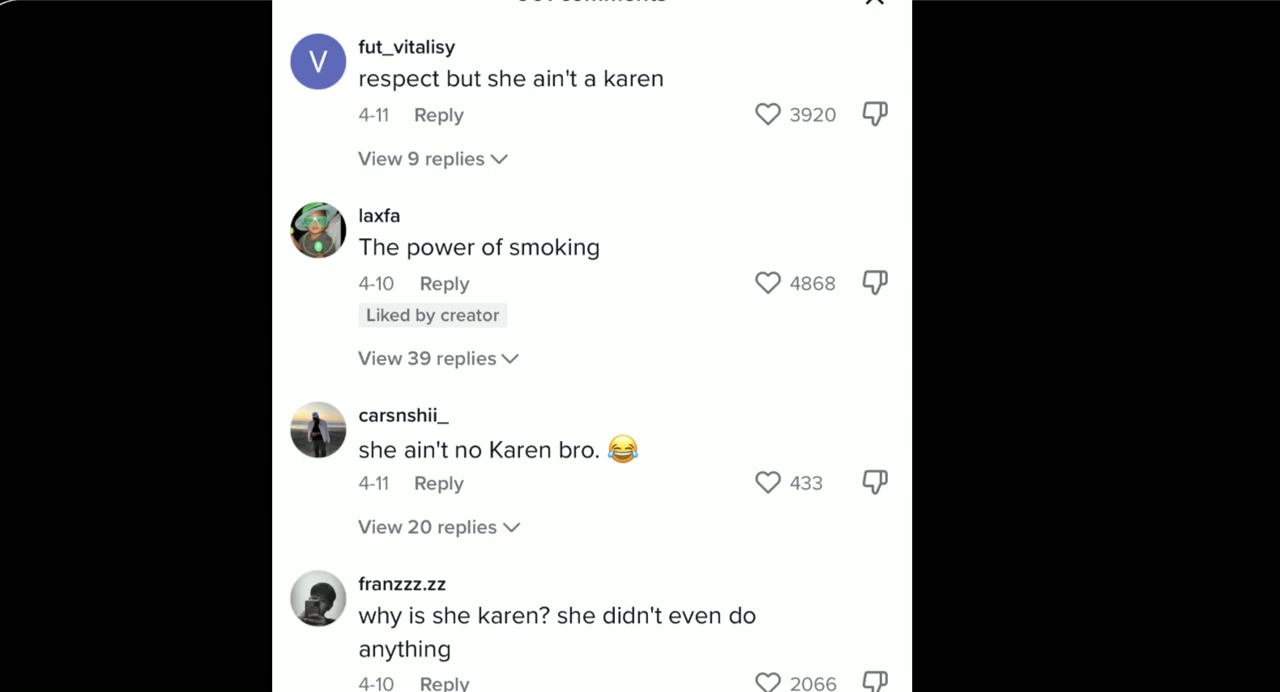 V
fut_vitalisy
respect but she ain't a karen
4-11 Reply 3920
View 9 replies
laxfa
The power of smoking
4-10 Reply 4868
Liked by creator
View 39 replies
carsnshii_
she ain't no Karen bro. 😂
4-11 Reply 433
View 20 replies
franzzz.zz
why is she karen? she didn't even do
anything
4-10 Reply 2066